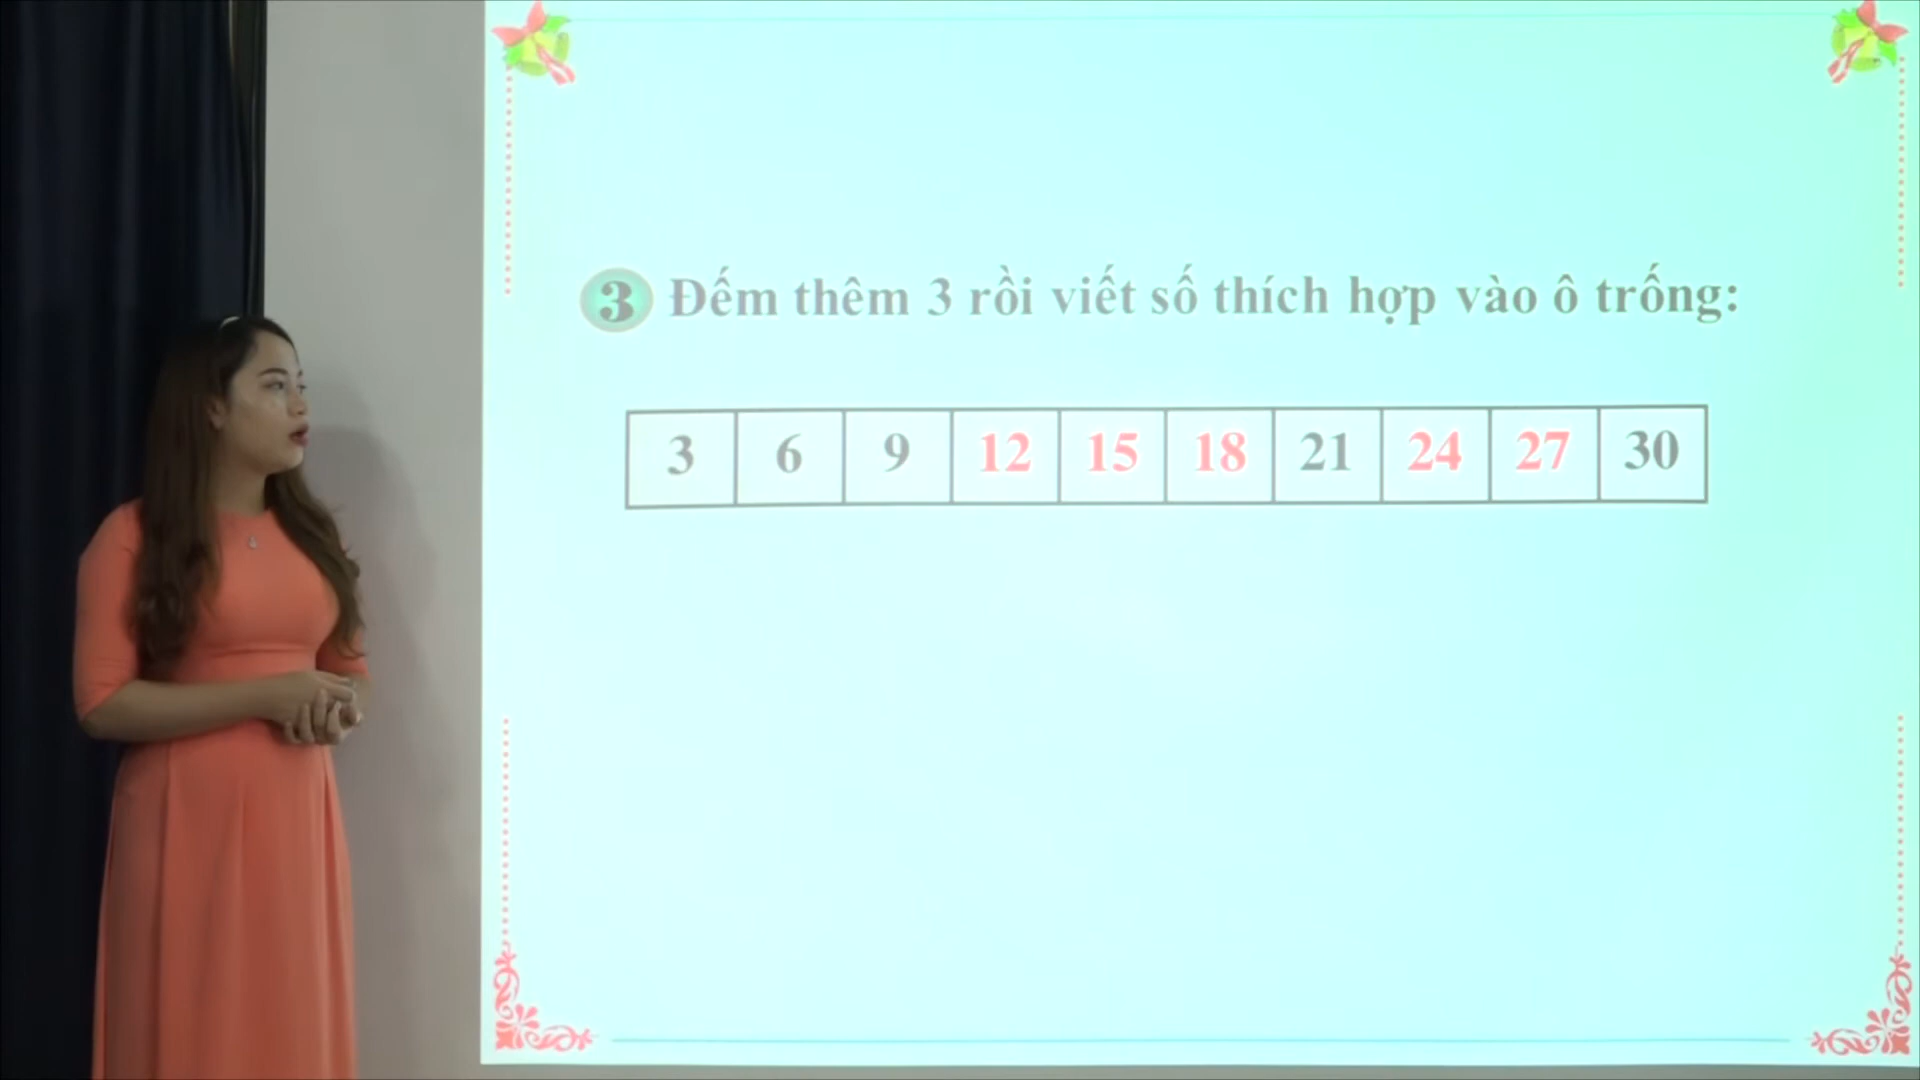 3 Đếm thêm 3 rồi viết số thích hợp vào ô trống:
3 6 9 12 15 18 21 24 27 30